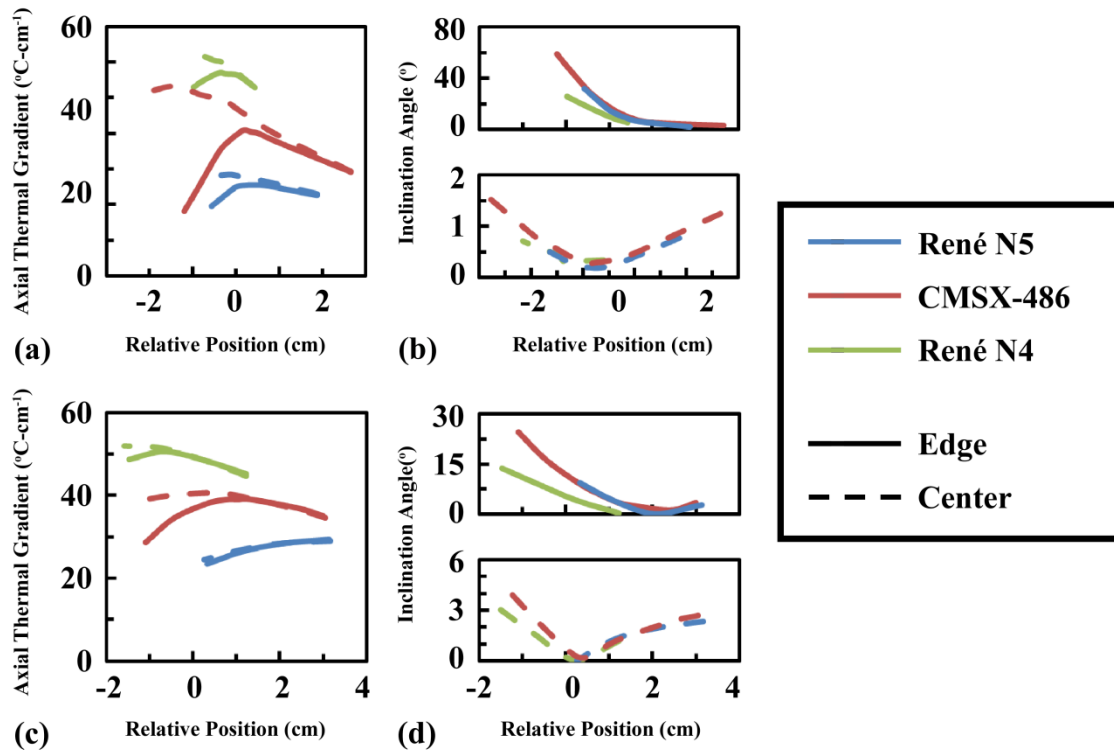 60
40
20
0
Axial Thermal Gradient (°C-cm-1)
-2 0 2
Relative Position (cm)
(a)
80
40
0
2
1
0
Inclination Angle (°)
-2 0 2
Relative Position (cm)
(b)
60
40
20
0
Axial Thermal Gradient (°C-cm-1)
-2 0 2 4
Relative Position (cm)
(c)
30
15
0
6
3
0
Inclination Angle(°)
-2 0 2 4
Relative Position (cm)
(d)
René N5
CMSX-486
René N4
Edge
Center